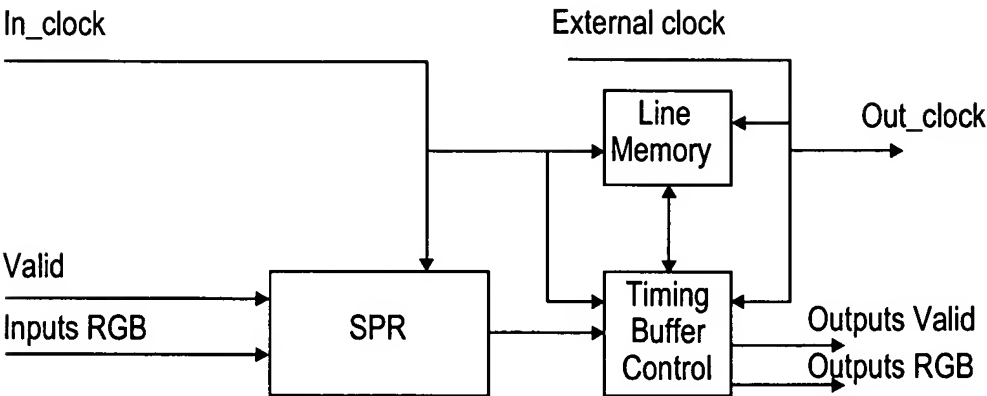 In_clock
External clock
Line
Memory
Out_clock
Valid
Inputs RGB
SPR
Timing
Buffer
Control
Outputs Valid
Outputs RGB